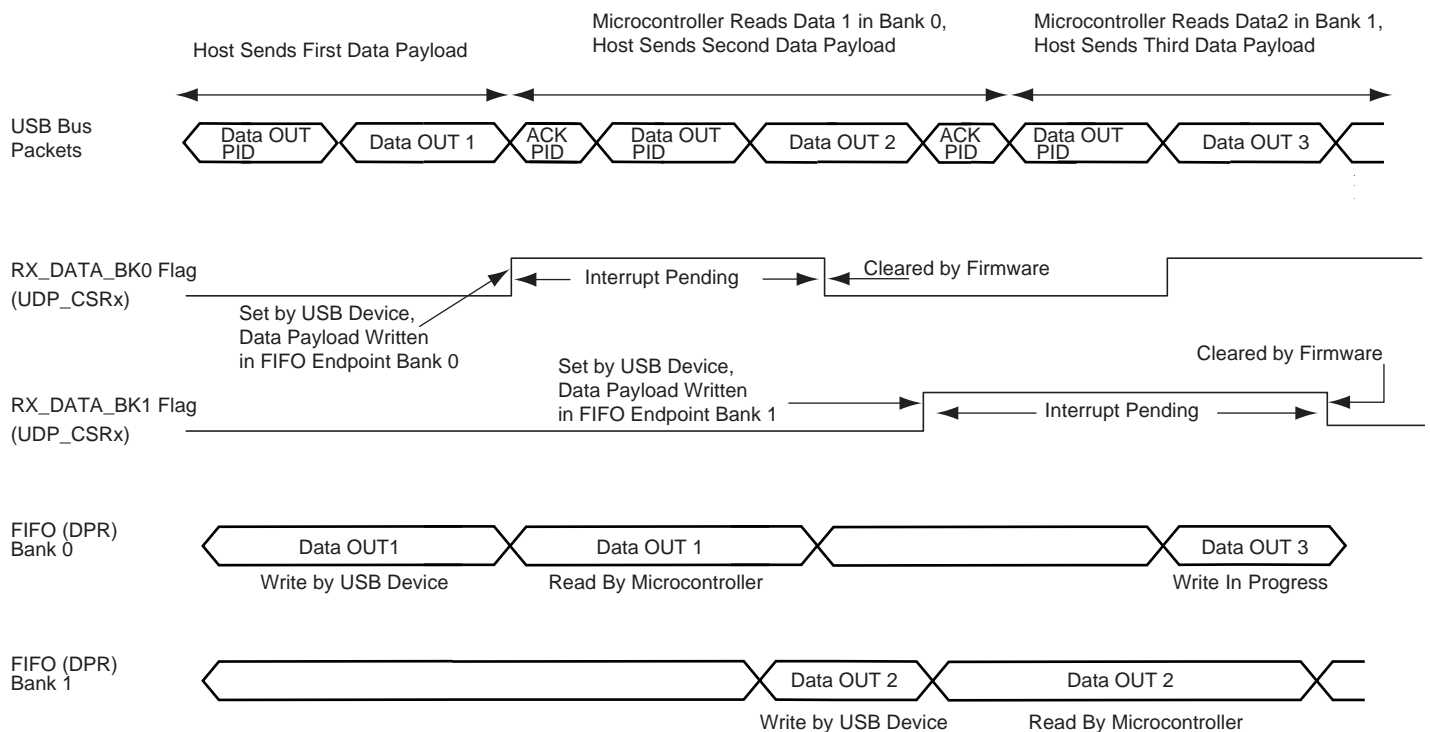 Microcontroller Reads Data 1 in Bank 0,
Host Sends Second Data Payload
Microcontroller Reads Data2 in Bank 1,
Host Sends Third Data Payload
Host Sends First Data Payload
USB Bus
Packets
Data OUT
PID
Data OUT 1
ACK
PID
Data OUT
PID
Data OUT 2
ACK
PID
Data OUT
PID
Data OUT 3
RX_DATA_BK0 Flag
(UDP_CSRx)
Interrupt Pending
Cleared by Firmware
Set by USB Device,
Data Payload Written
in FIFO Endpoint Bank 0
Cleared by Firmware
Set by USB Device,
Data Payload Written
in FIFO Endpoint Bank 1
RX_DATA_BK1 Flag
(UDP_CSRx)
Interrupt Pending
FIFO (DPR)
Bank 0
Data OUT1
Data OUT 1
Data OUT 3
Write by USB Device
Read By Microcontroller
Write In Progress
FIFO (DPR)
Bank 1
Data OUT 2
Data OUT 2
Write by USB Device
Read By Microcontroller